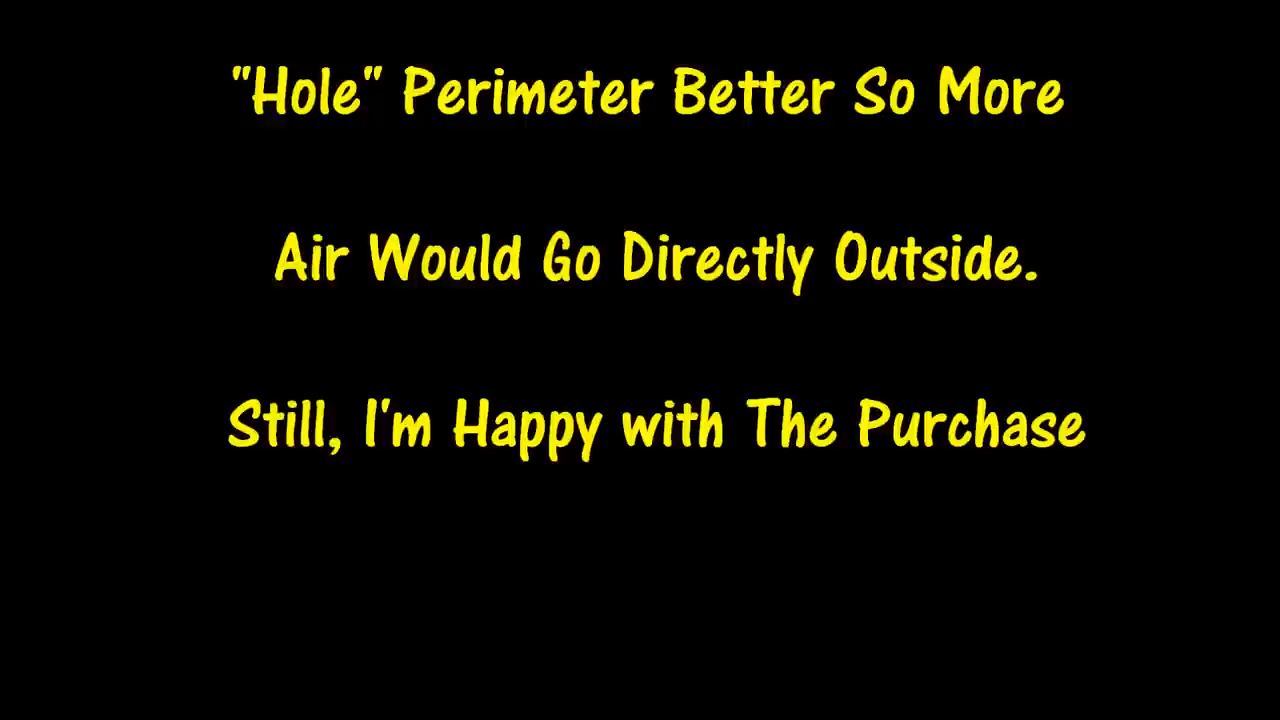 "Hole" Perimeter Better So More
Air Would Go Directly Outside.
Still, I'm Happy with The Purchase